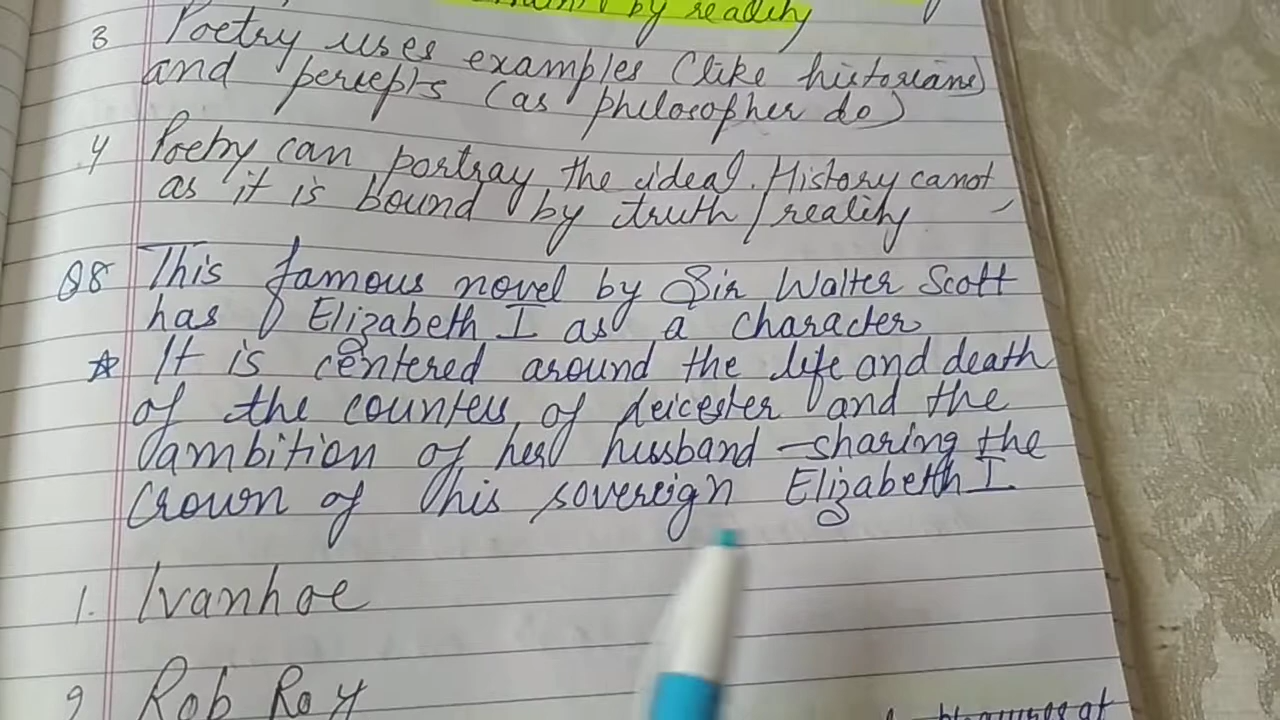 by reality
3 Poetry uses examples (like historians)
and percepts (as philosopher do)
4 Poetry can portray the ideal. History canot
as it is bound by truth / reality
Q8 This famous novel by Sir Walter Scott
has Elizabeth I as a character
☆ It is centered around the life and death
of the countess of Leicester and the
ambition of her husband - sharing the
Crown of his sovereign Elizabeth I
1. Ivanhoe
2 Rob Roy